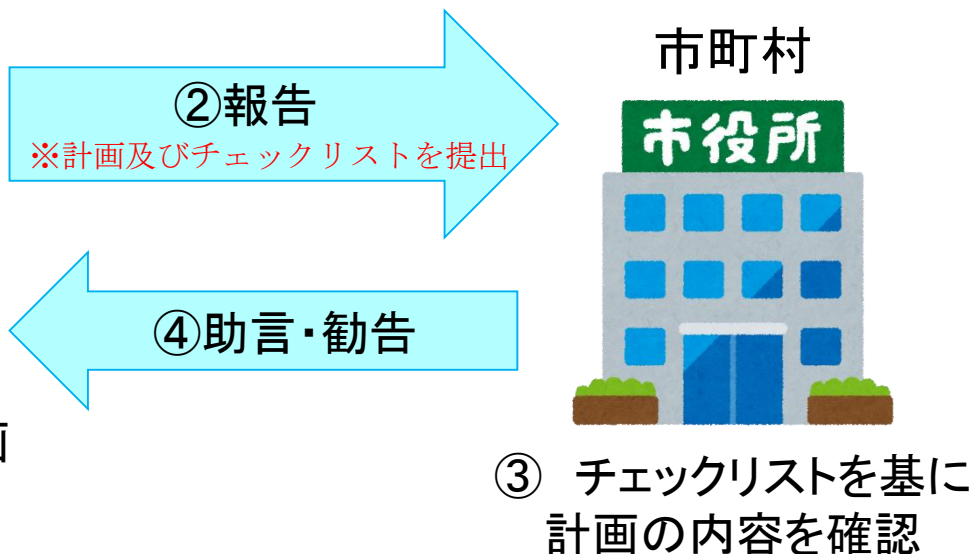 市町村
②報告
※計画及びチェックリストを提出
市役所
④助言・勧告
画
③ チェックリストを基に
計画の内容を確認